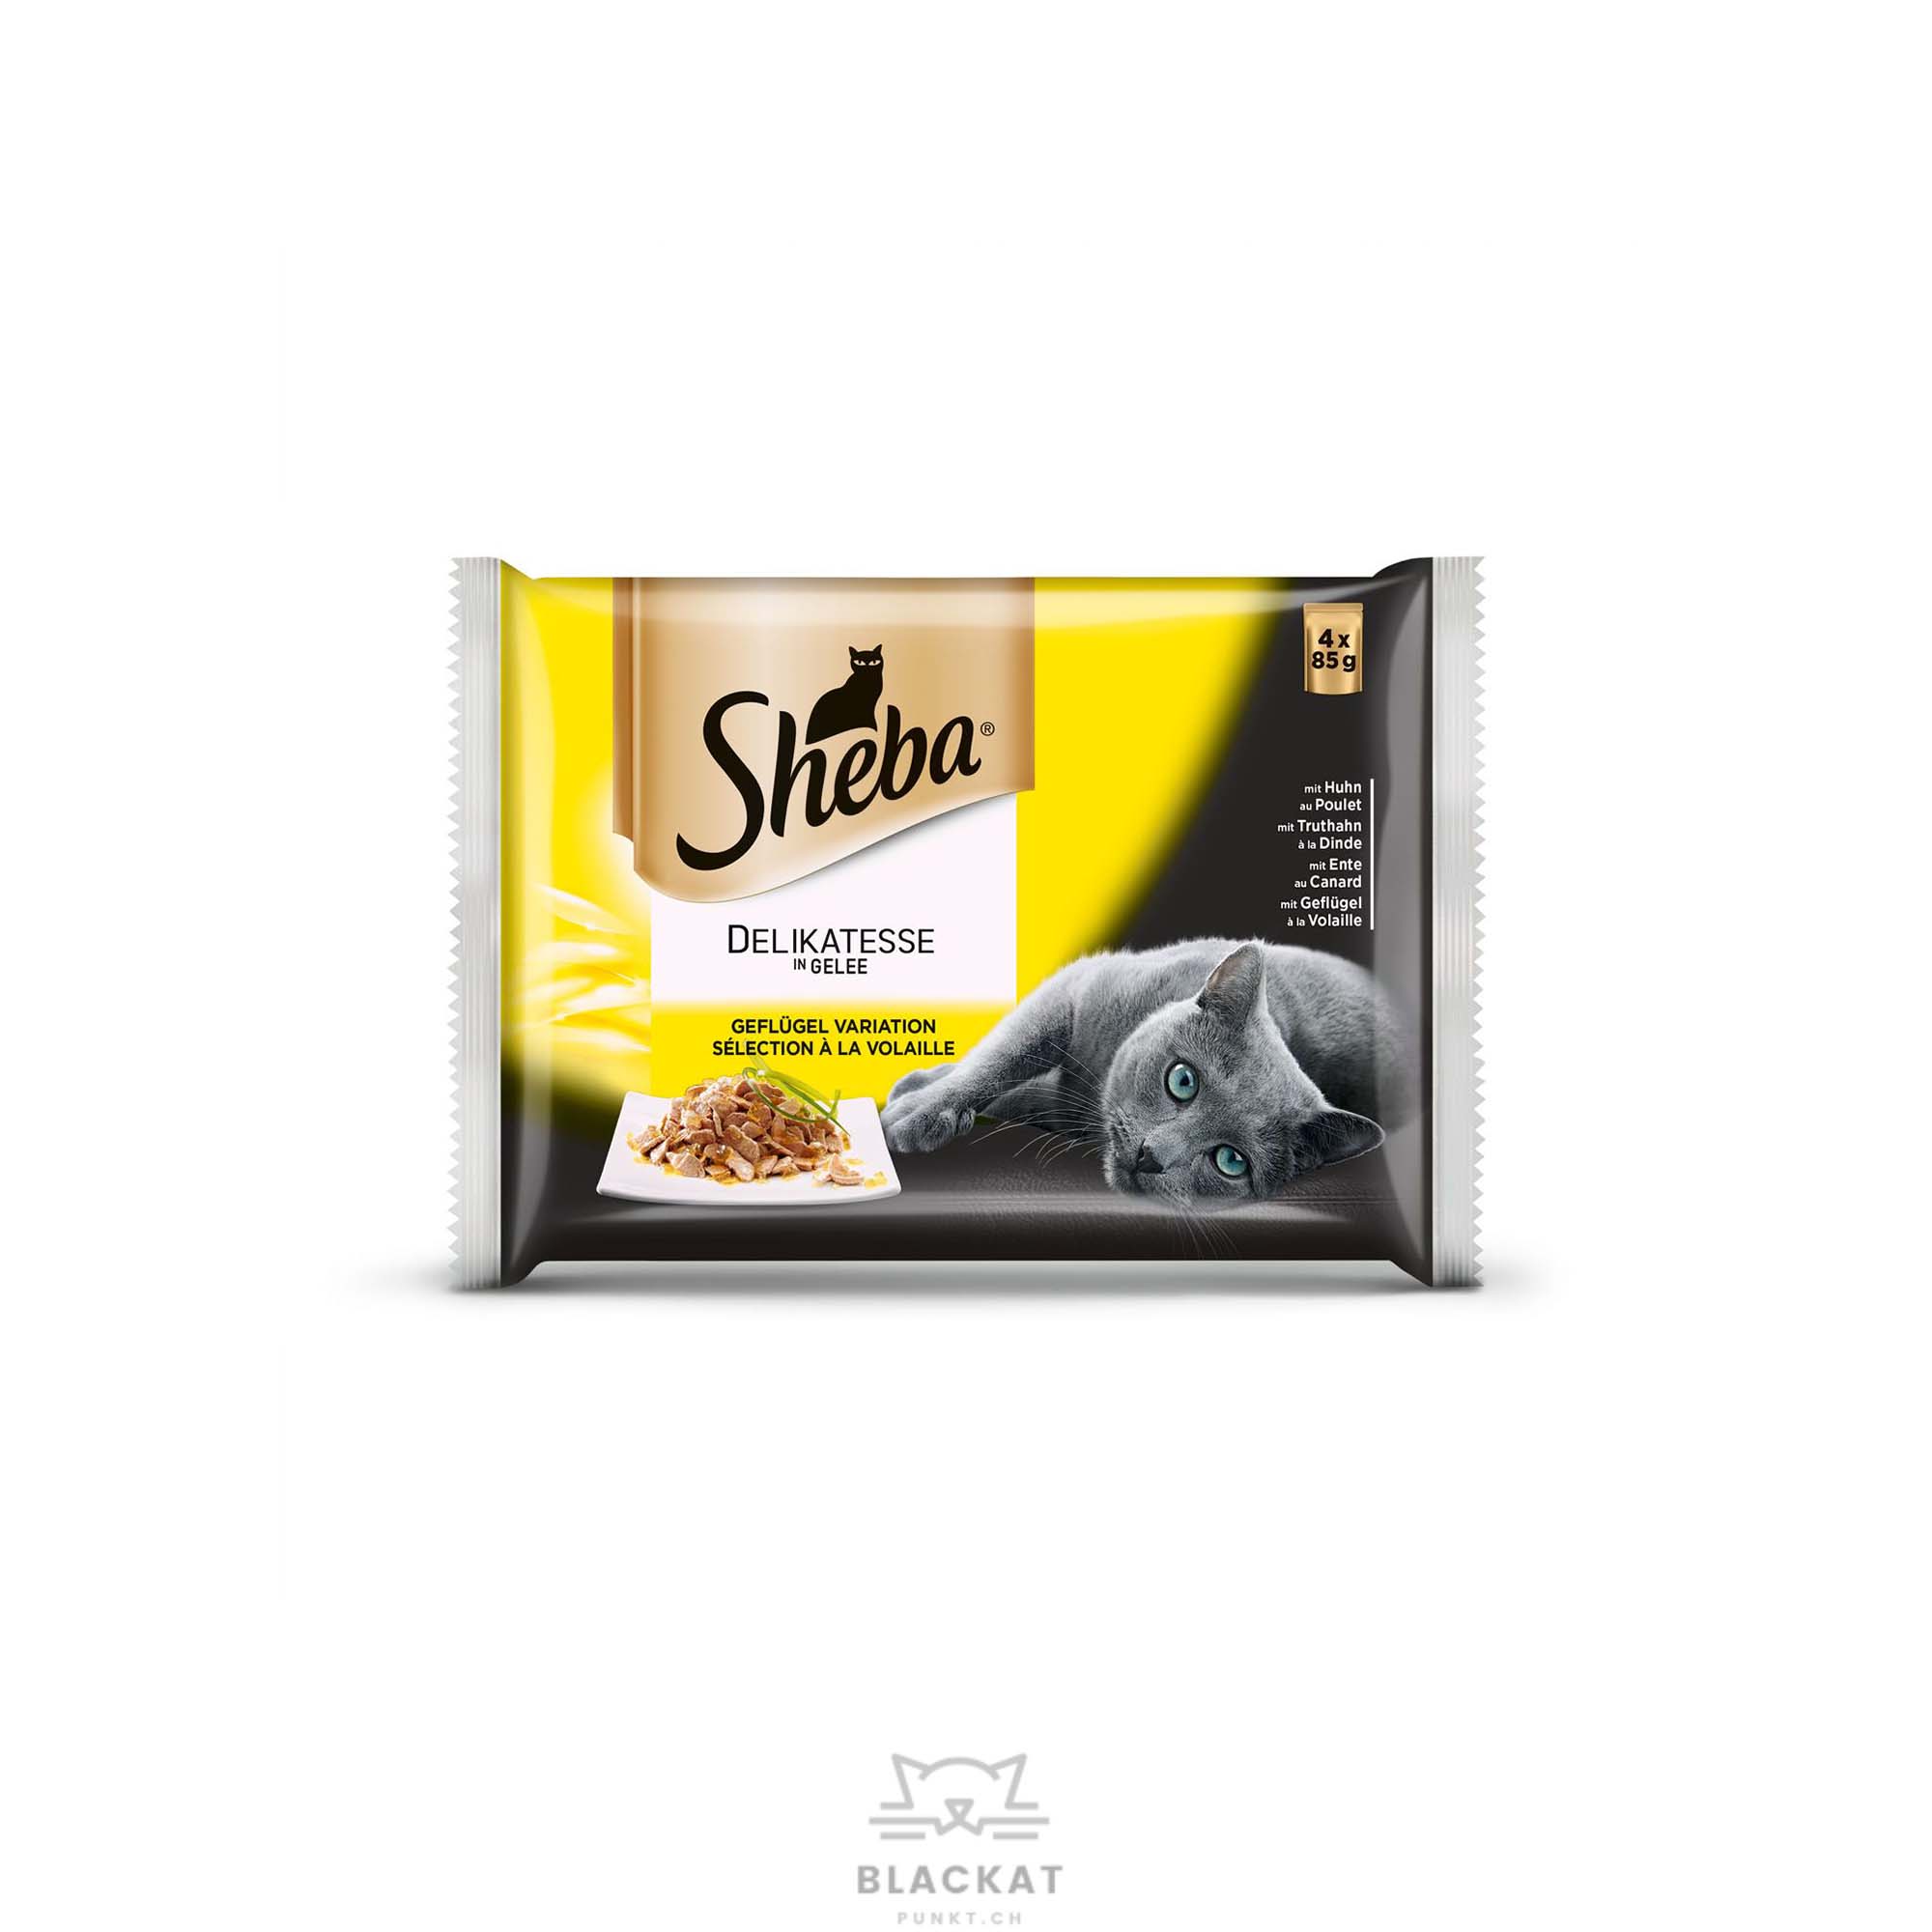 4 x
85 g
Sheba®
mit Huhn
au Poulet
mit Truthahn
à la Dinde
mit Ente
au Canard
mit Geflügel
à la Volaille
DELIKATESSE
IN GELEE
GEFLÜGEL VARIATION
SÉLECTION À LA VOLAILLE
BLACKAT
PUNKT.CH